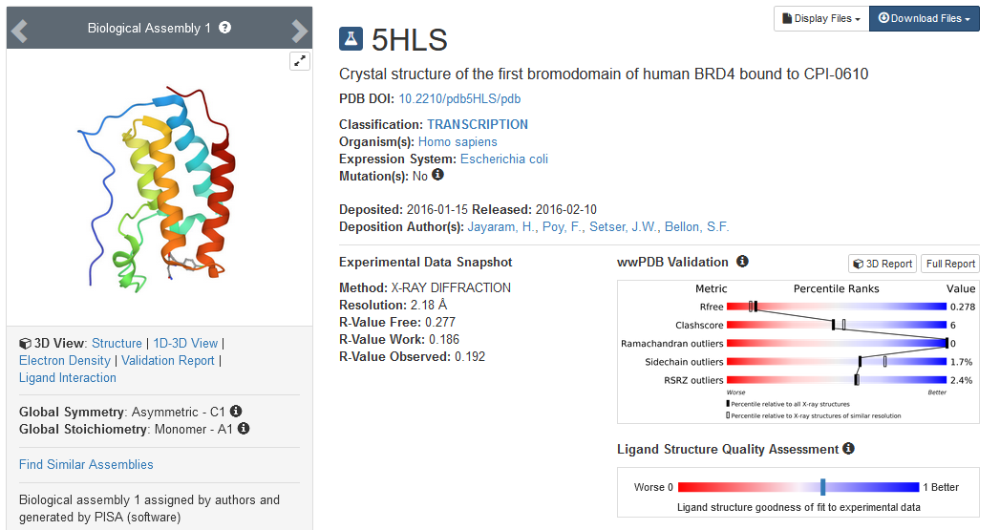 Biological Assembly 1
Display Files
Download Files
5HLS
Crystal structure of the first bromodomain of human BRD4 bound to CPI-0610
PDB DOI: 10.2210/pdb5HLS/pdb
Classification: TRANSCRIPTION
Organism(s): Homo sapiens
Expression System: Escherichia coli
Mutation(s): No
Deposited: 2016-01-15 Released: 2016-02-10
Deposition Author(s): Jayaram, H., Poy, F., Setser, J.W., Bellon, S.F.
Experimental Data Snapshot
Method: X-RAY DIFFRACTION
Resolution: 2.18 Å
R-Value Free: 0.277
R-Value Work: 0.186
R-Value Observed: 0.192
wwPDB Validation
3D Report
Full Report
Metric Percentile Ranks Value
Rfree 0.278
Clashscore 6
Ramachandran outliers 0
Sidechain outliers 1.7%
RSRZ outliers 2.4%
Worse Better
Percentile relative to all X-ray structures
Percentile relative to X-ray structures of similar resolution
Ligand Structure Quality Assessment
Worse 0 1 Better
Ligand structure goodness of fit to experimental data
3D View: Structure | 1D-3D View |
Electron Density | Validation Report |
Ligand Interaction
Global Symmetry: Asymmetric - C1
Global Stoichiometry: Monomer - A1
Find Similar Assemblies
Biological assembly 1 assigned by authors and
generated by PISA (software)